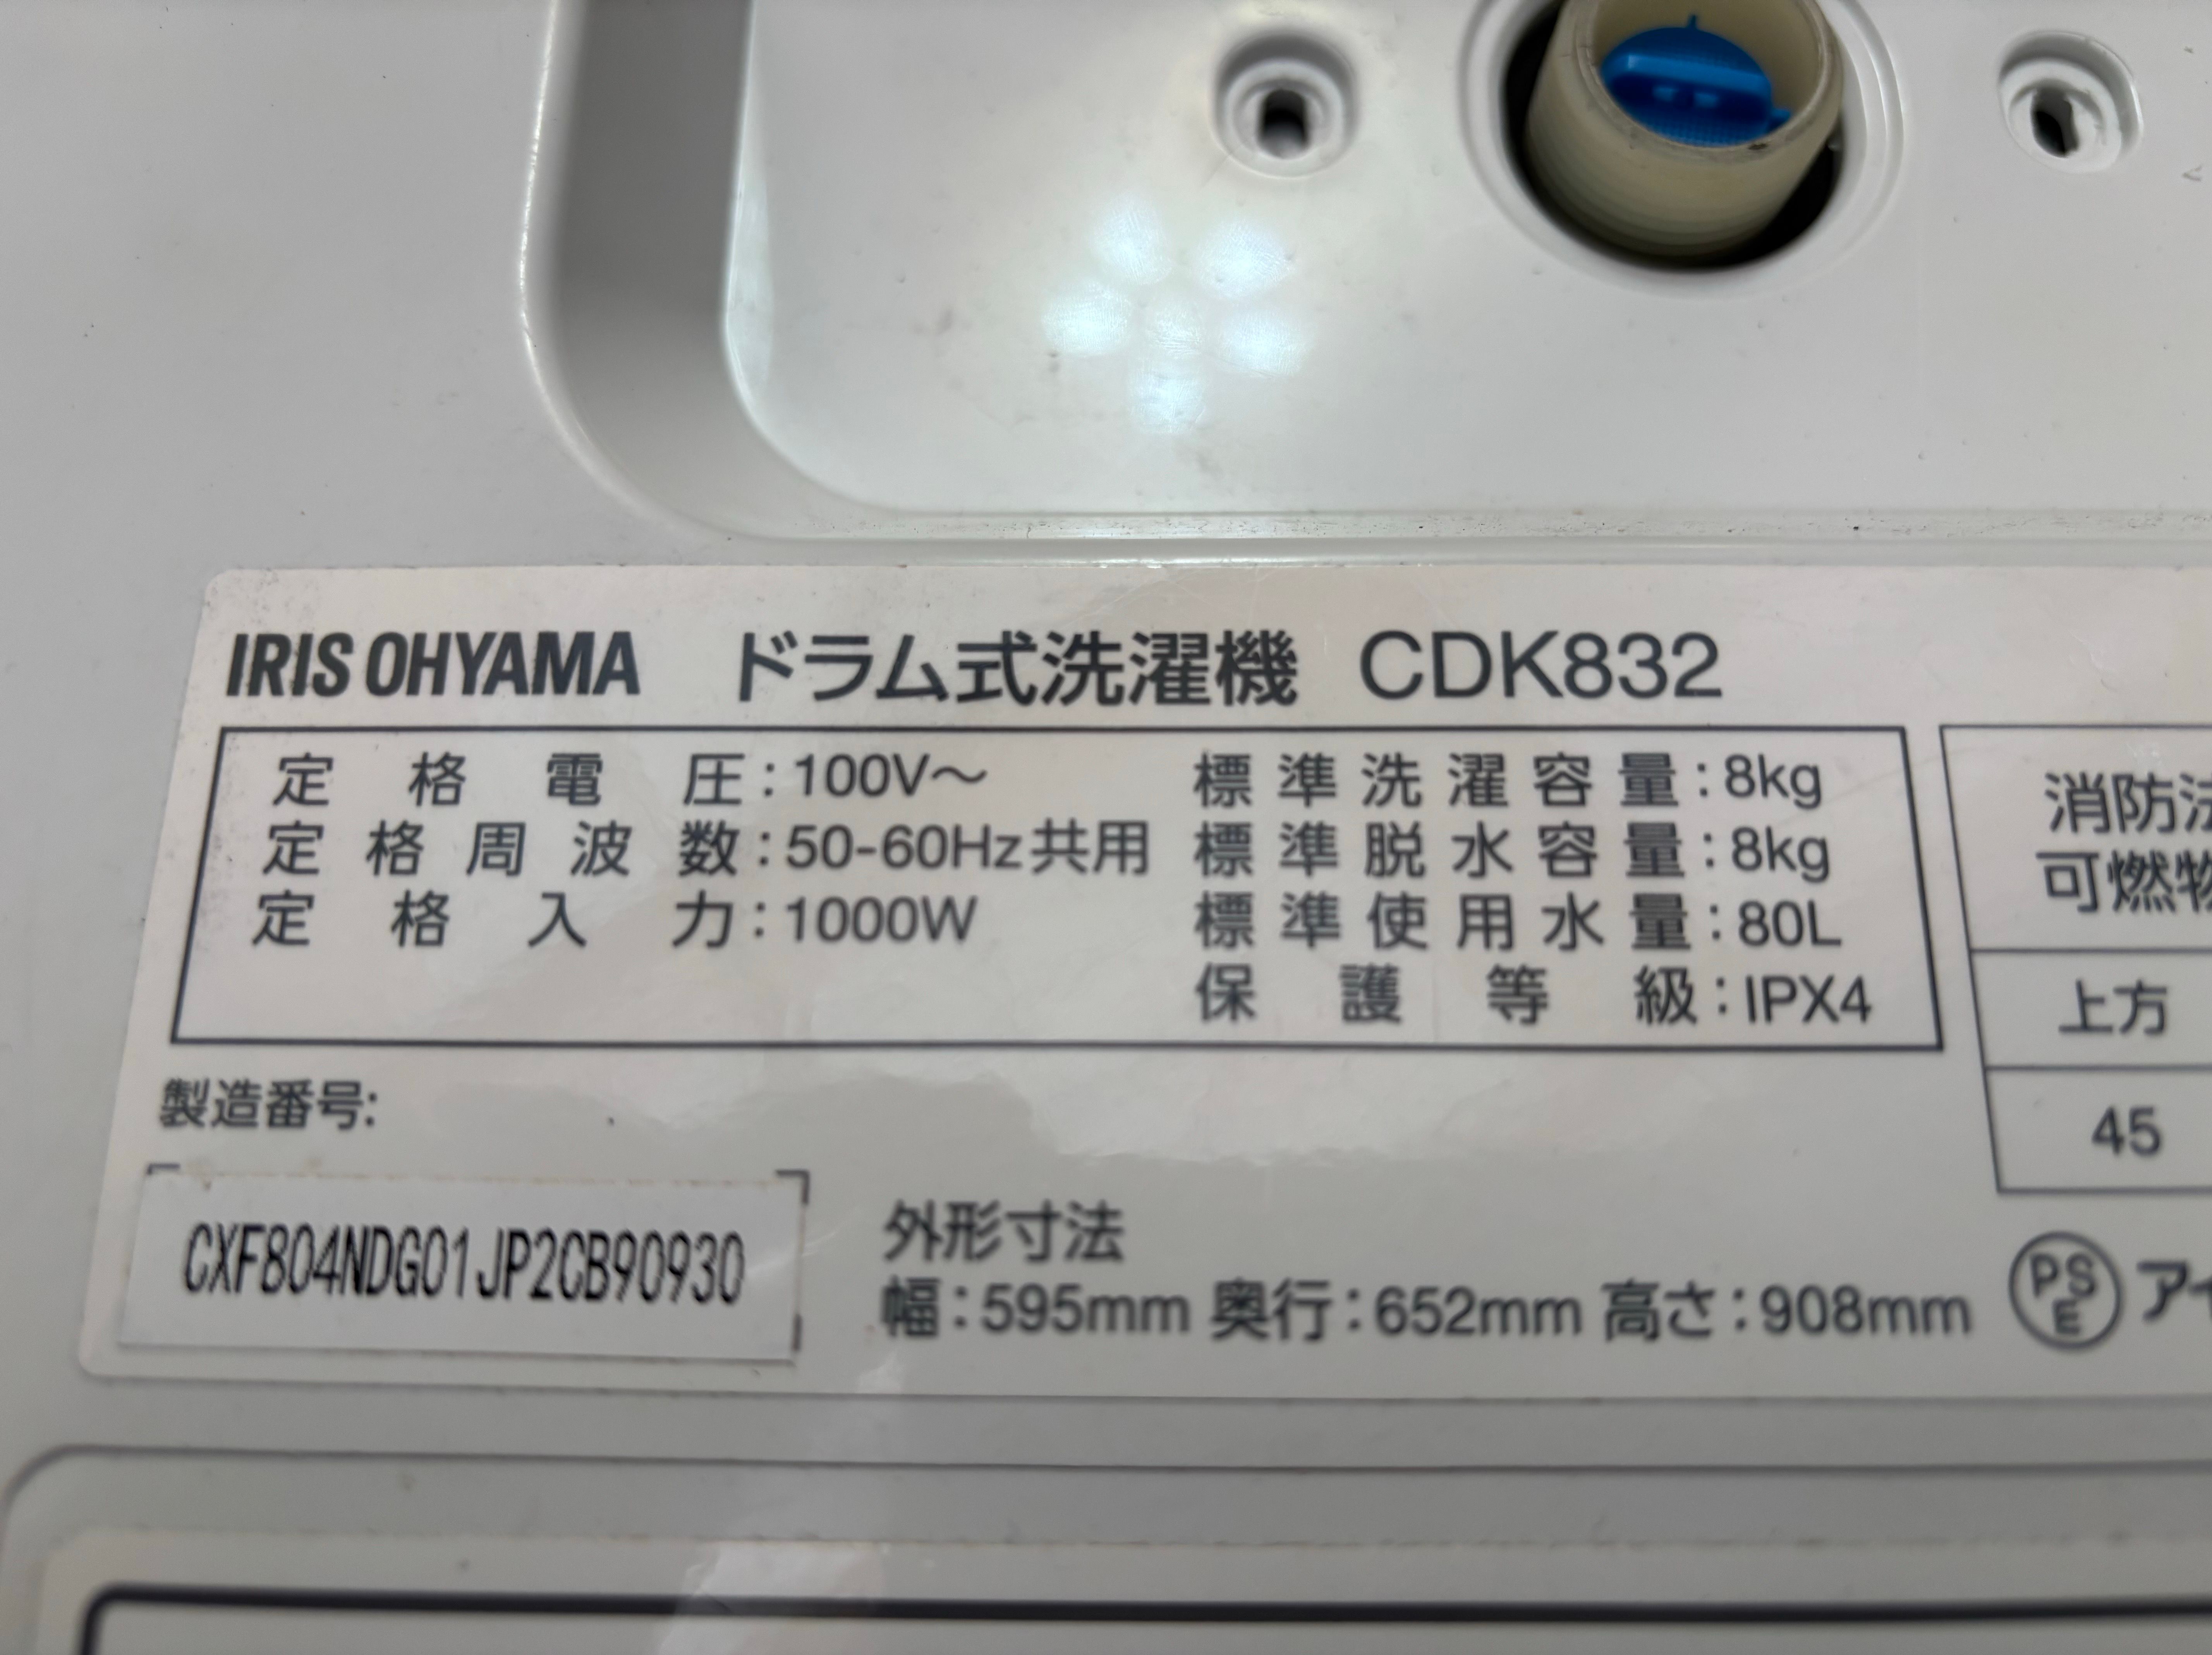 IRIS OHYAMA ドラム式洗濯機 CDK832
定格電圧:100V〜 標準洗濯容量:8kg
定格周波数:50-60Hz共用 標準脱水容量:8kg
定格入力:1000W 標準使用水量:80L
保護等級:IPX4
消防法
可燃物
上方
45
製造番号:
CXF804NDG01JP2CB90930
外形寸法
幅:595mm 奥行:652mm 高さ:908mm
PSE アイ